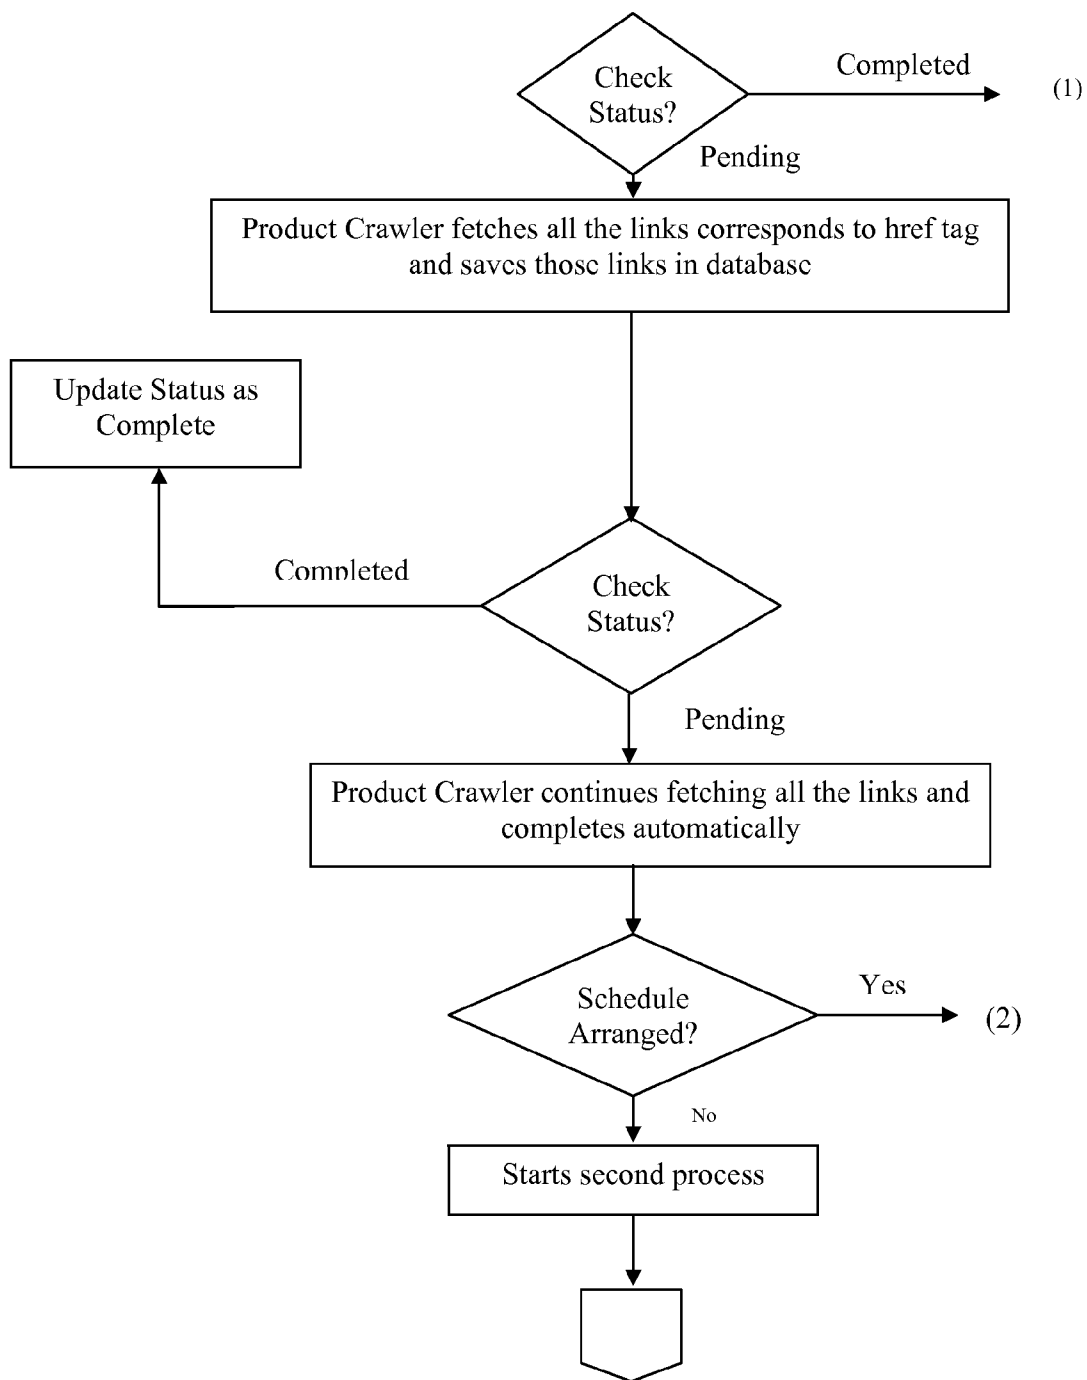 Check
Status?
Completed
(1)
Pending
Product Crawler fetches all the links corresponds to href tag
and saves those links in database
Update Status as
Complete
Completed
Check
Status?
Pending
Product Crawler continues fetching all the links and
completes automatically
Schedule
Arranged?
Yes
(2)
No
Starts second process